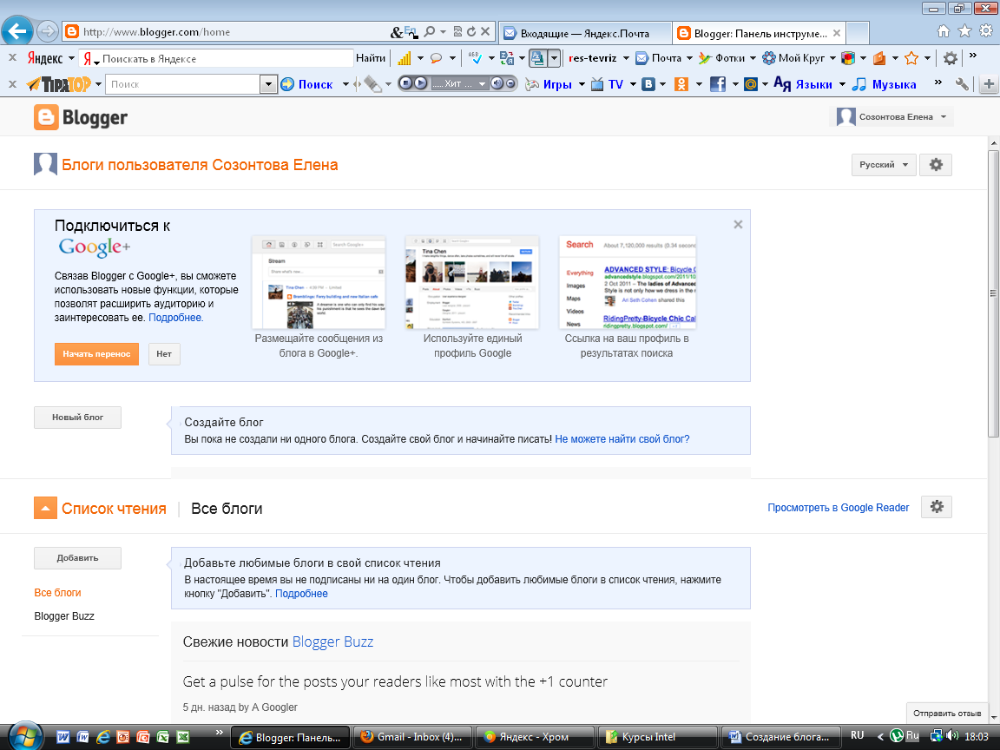 http://www.blogger.com/home
Входящие — Яндекс.Почта
Blogger: Панель инструме...
Яндекс
Поискать в Яндексе
Найти
res-tevriz
Почта
Фотки
Мой Круг
ТИРАТОР
Поиск
Поиск
Хит ...
Игры
TV
Языки
Музыка
Blogger
Созонтова Елена
Блоги пользователя Созонтова Елена
Русский
Подключиться к
Google+
Связав Blogger с Google+, вы сможете
использовать новые функции, которые
позволят расширить аудиторию и
заинтересовать ее. Подробнее.
Начать перенос
Нет
Stream
Tina Chen
Размещайте сообщения из
блога в Google+.
Tina Chen
Используйте единый
профиль Google
Search
About 7,120,000 results (0.34 second
Everything
Images
Maps
Videos
News
ADVANCED STYLE: Bicycle C
advancedstyle.blogspot.com/2011/10
2 Oct 2011 – The ladies of Advanced
Style is not only how we dress in the
Ari Seth Cohen shared this
RidingPretty-Bicycle Chic Cal
ridingpretty.blogspot.com/
Ссылка на ваш профиль в
результатах поиска
Новый блог
Создайте блог
Вы пока не создали ни одного блога. Создайте свой блог и начинайте писать! Не можете найти свой блог?
Список чтения
Все блоги
Просмотреть в Google Reader
Добавить
Все блоги
Blogger Buzz
Добавьте любимые блоги в свой список чтения
В настоящее время вы не подписаны ни на один блог. Чтобы добавить любимые блоги в список чтения, нажмите
кнопку "Добавить". Подробнее
Свежие новости Blogger Buzz
Get a pulse for the posts your readers like most with the +1 counter
5 дн. назад by A Googler
Отправить отзыв
Blogger: Панель...
Gmail - Inbox (4)...
Яндекс - Хром
Курсы Intel
Создание блога...
RU
Ru
18:03